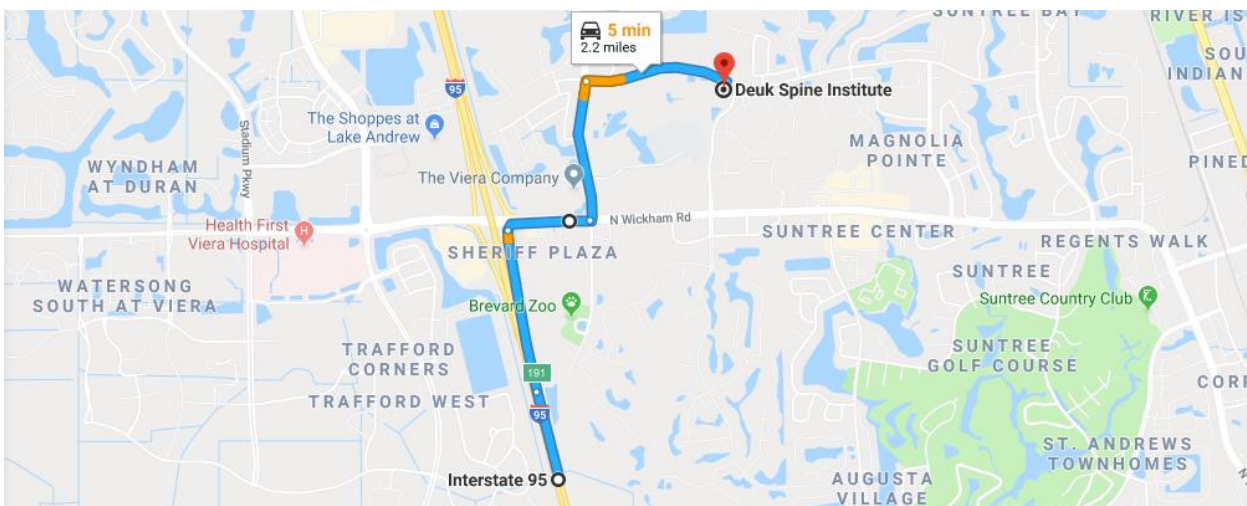 SUNTREE BAY
RIVER IS
5 min
2.2 miles
SOU
INDIAN
95
Deuk Spine Institute
The Shoppes at
Lake Andrew
Stadium Pkwy
MAGNOLIA
POINTE
WYNDHAM
AT DURAN
PINED
The Viera Company
N Wickham Rd
Health First
Viera Hospital
H
SHERIFF PLAZA
SUNTREE CENTER
REGENTS WALK
WATERSONG
SOUTH AT VIERA
SUNTREE
Brevard Zoo
Suntree Country Club
TRAFFORD
CORNERS
SUNTREE
GOLF COURSE
191
CORP
TRAFFORD WEST
95
ST. ANDREWS
TOWNHOMES
Interstate 95
AUGUSTA
VILLAGE
N